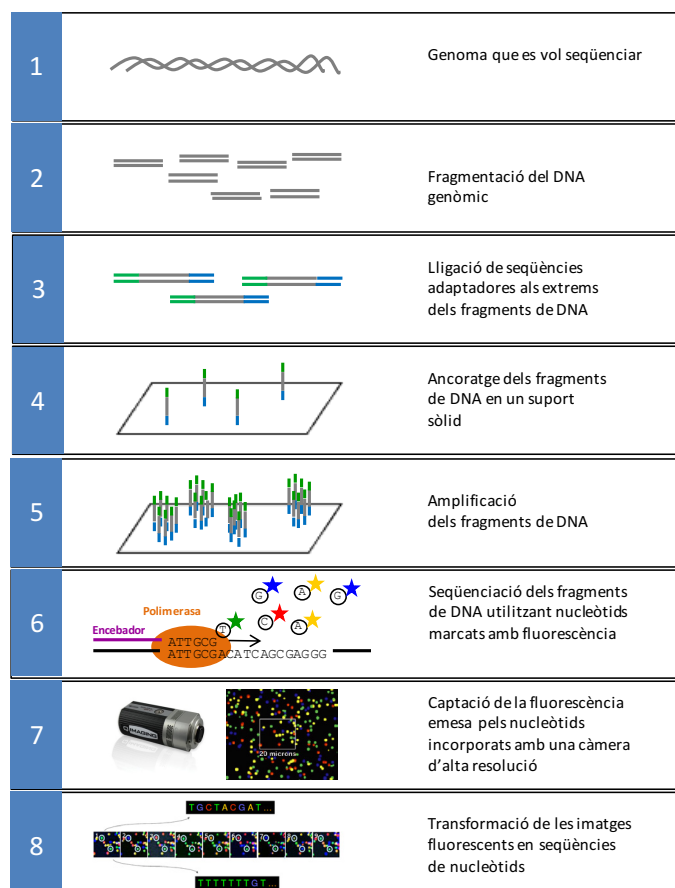 1
Genoma que es vol seqüenciar
2
Fragmentació del DNA
genòmic
3
Lligació de seqüències
adaptadores als extrems
dels fragments de DNA
4
Ancoratge dels fragments
de DNA en un suport
sòlid
5
Amplificació
dels fragments de DNA
6
Polimerasa
Encebador
G
A
G
T
C
A
ATTGCG
ATTGCGACATCAGCGAGGG
Seqüenciació dels fragments
de DNA utilitzant nucleòtids
marcats amb fluorescència
7
20 microns
Captació de la fluorescència
emesa pels nucleòtids
incorporats amb una càmera
d'alta resolució
8
TGCTACGAT...
TTTTTTTGT...
Transformació de les imatges
fluorescents en seqüències
de nucleòtids